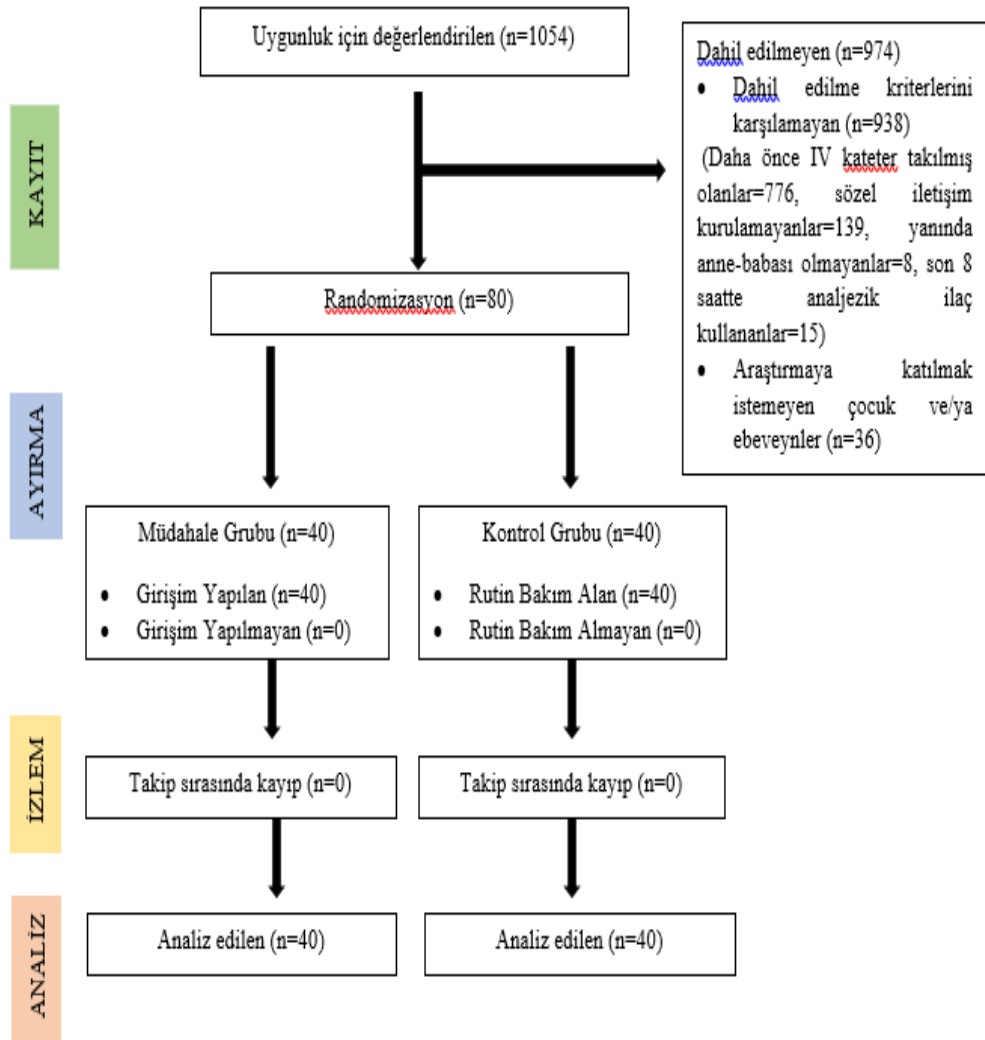 Uygunluk için değerlendirilen (n=1054)
Dahil edilmeyen (n=974)
• Dahil edilme kriterlerini
karşılamayan (n=938)
(Daha önce IV kateter takılmış
olanlar=776, sözel iletişim
kurulamayanlar=139, yanında
anne-babası olmayanlar=8, son 8
saatte analjezik ilaç
kullananlar=15)
• Araştırmaya katılmak
istemeyen çocuk ve/ya
ebeveynler (n=36)
KAYIT
Randomizasyon (n=80)
AYIRMA
Müdahale Grubu (n=40)
• Girişim Yapılan (n=40)
• Girişim Yapılmayan (n=0)
Kontrol Grubu (n=40)
• Rutin Bakım Alan (n=40)
• Rutin Bakım Almayan (n=0)
İZLEM
Takip sırasında kayıp (n=0)
Takip sırasında kayıp (n=0)
ANALİZ
Analiz edilen (n=40)
Analiz edilen (n=40)